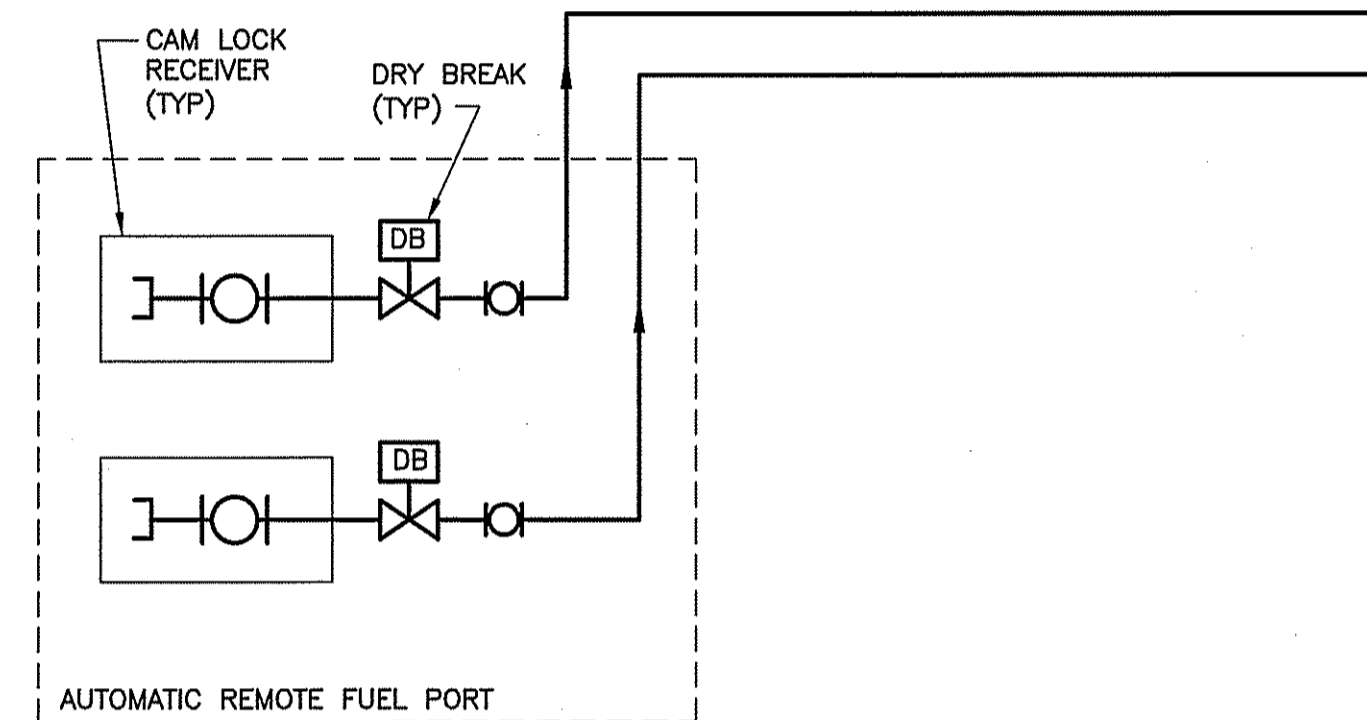 CAM LOCK
RECEIVER
(TYP)
DRY BREAK
(TYP)
DB
DB
AUTOMATIC REMOTE FUEL PORT